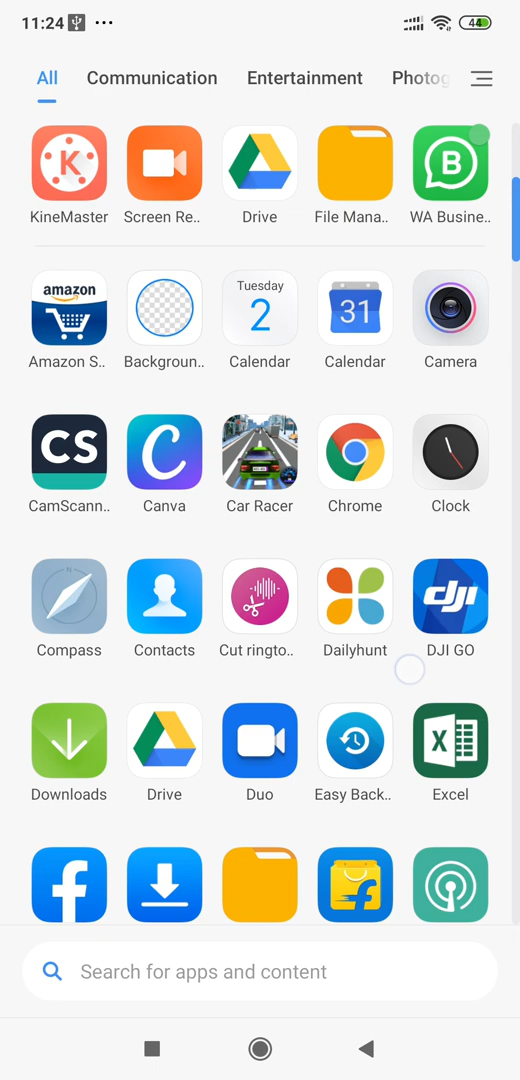 11:24 44
All Communication Entertainment Photog
KineMaster Screen Re.. Drive File Mana.. WA Busine..
amazon Tuesday
2 31
Amazon S.. Backgroun.. Calendar Calendar Camera
CS
CamScann.. Canva Car Racer Chrome Clock
dji
Compass Contacts Cut ringto.. Dailyhunt DJI GO
Downloads Drive Duo Easy Back.. Excel
Search for apps and content